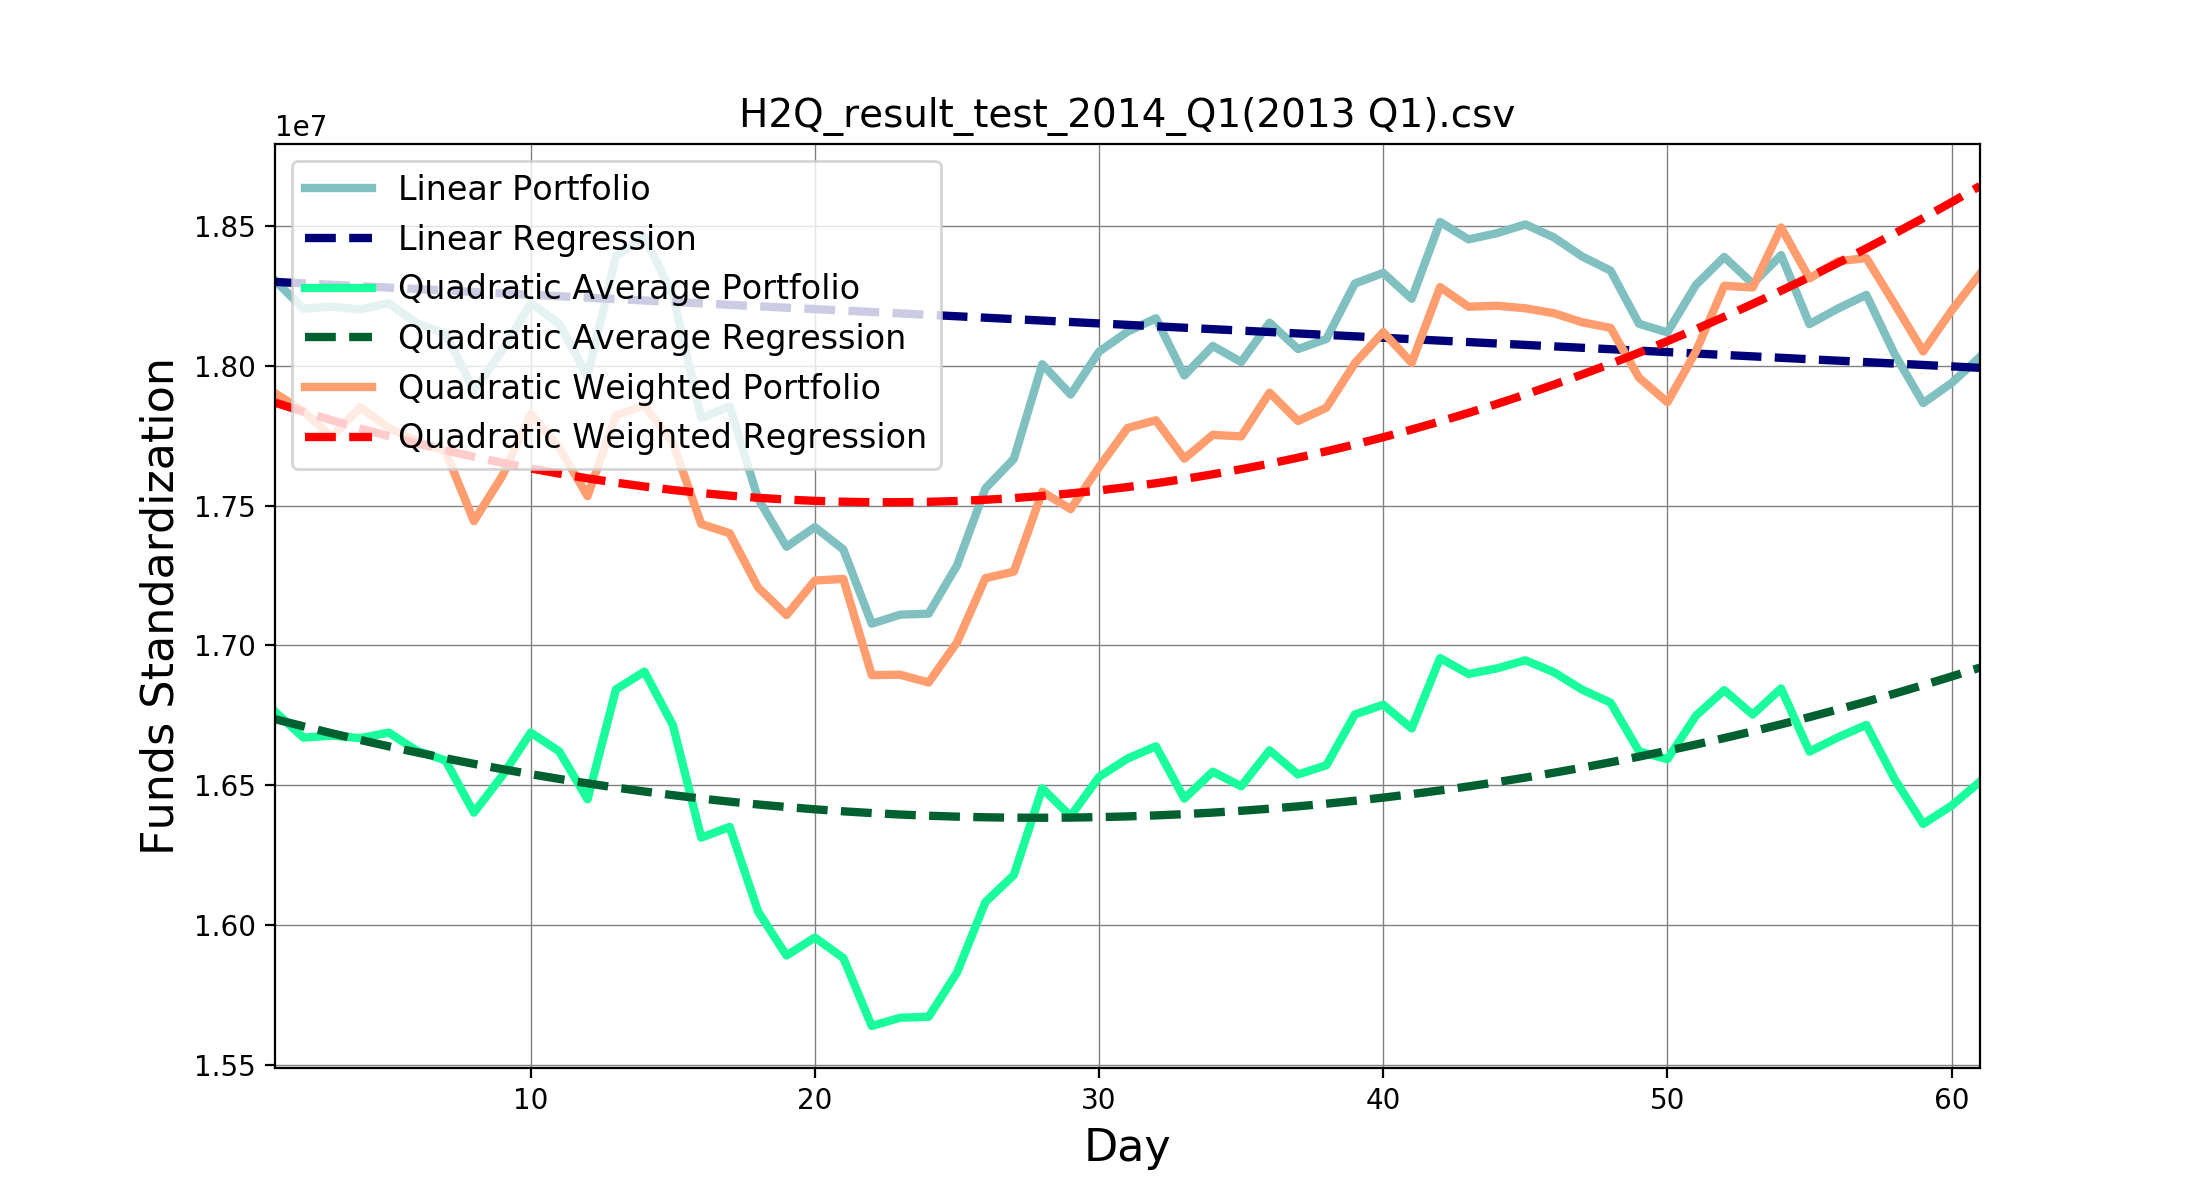 H2Q_result_test_2014_Q1(2013 Q1).csv
1e7
Linear Portfolio
Linear Regression
Quadratic Average Portfolio
Quadratic Average Regression
Quadratic Weighted Portfolio
Quadratic Weighted Regression
Funds Standardization
1.85
1.80
1.75
1.70
1.65
1.60
1.55
10 20 30 40 50 60
Day